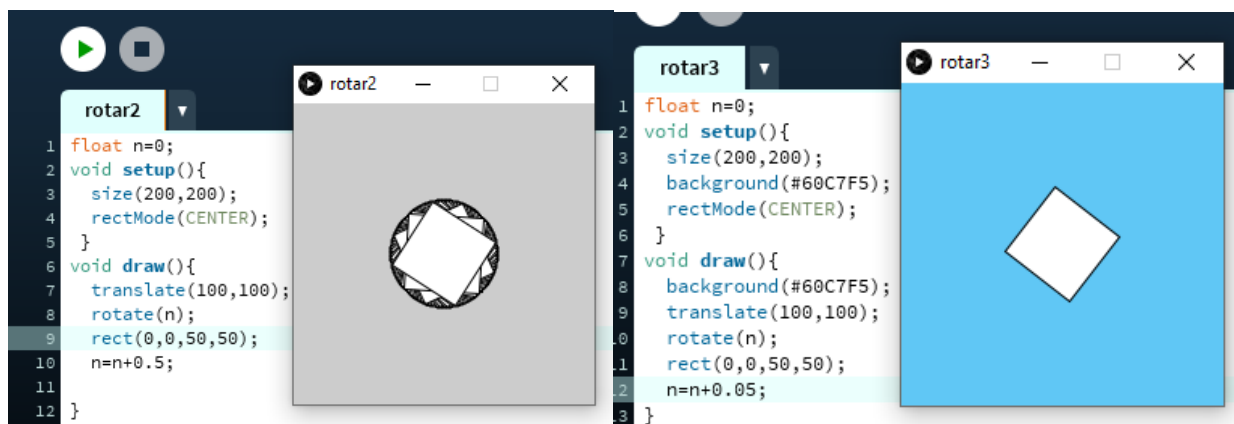 rotar2
1 float n=0;
2 void setup(){
3 size(200,200);
4 rectMode(CENTER);
5 }
6 void draw(){
7 translate(100,100);
8 rotate(n);
9 rect(0,0,50,50);
10 n=n+0.5;
11
12 }
rotar2
rotar3
1 float n=0;
2 void setup(){
3 size(200,200);
4 background(#60C7F5);
5 rectMode(CENTER);
6 }
7 void draw(){
8 background(#60C7F5);
9 translate(100,100);
0 rotate(n);
1 rect(0,0,50,50);
2 n=n+0.05;
3 }
rotar3